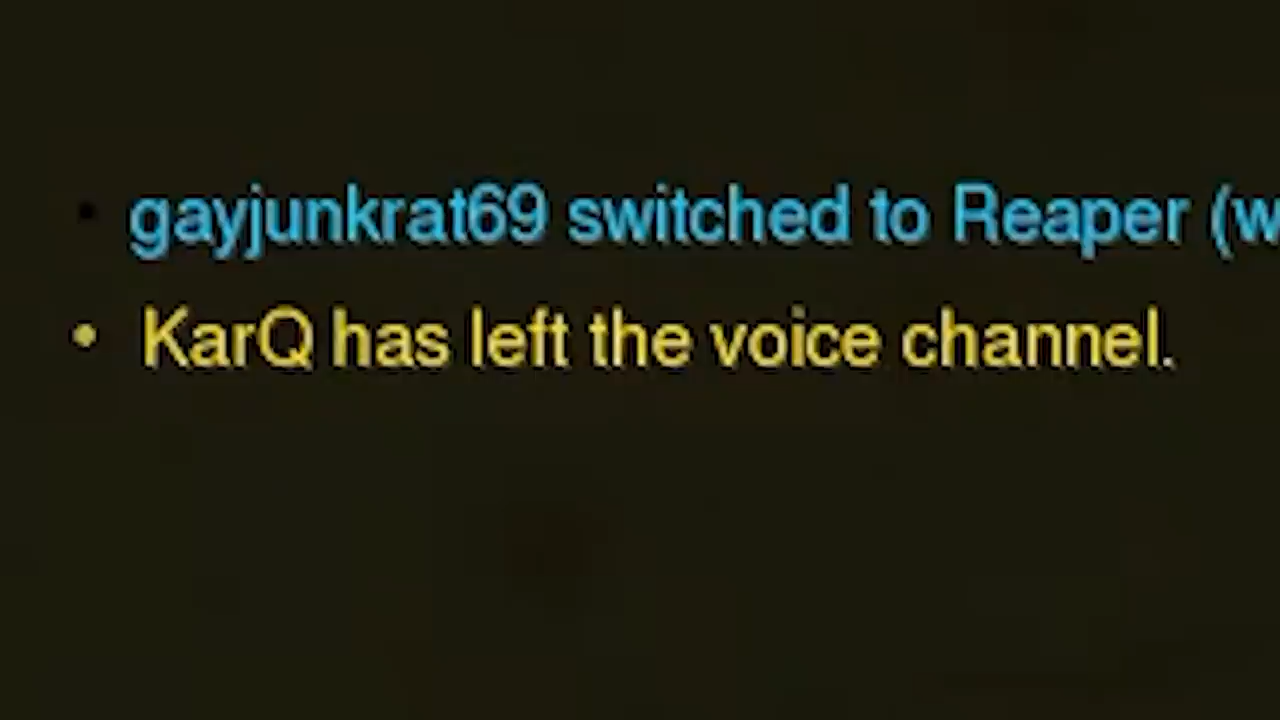 gayjunkrat69 switched to Reaper (w
• KarQ has left the voice channel.